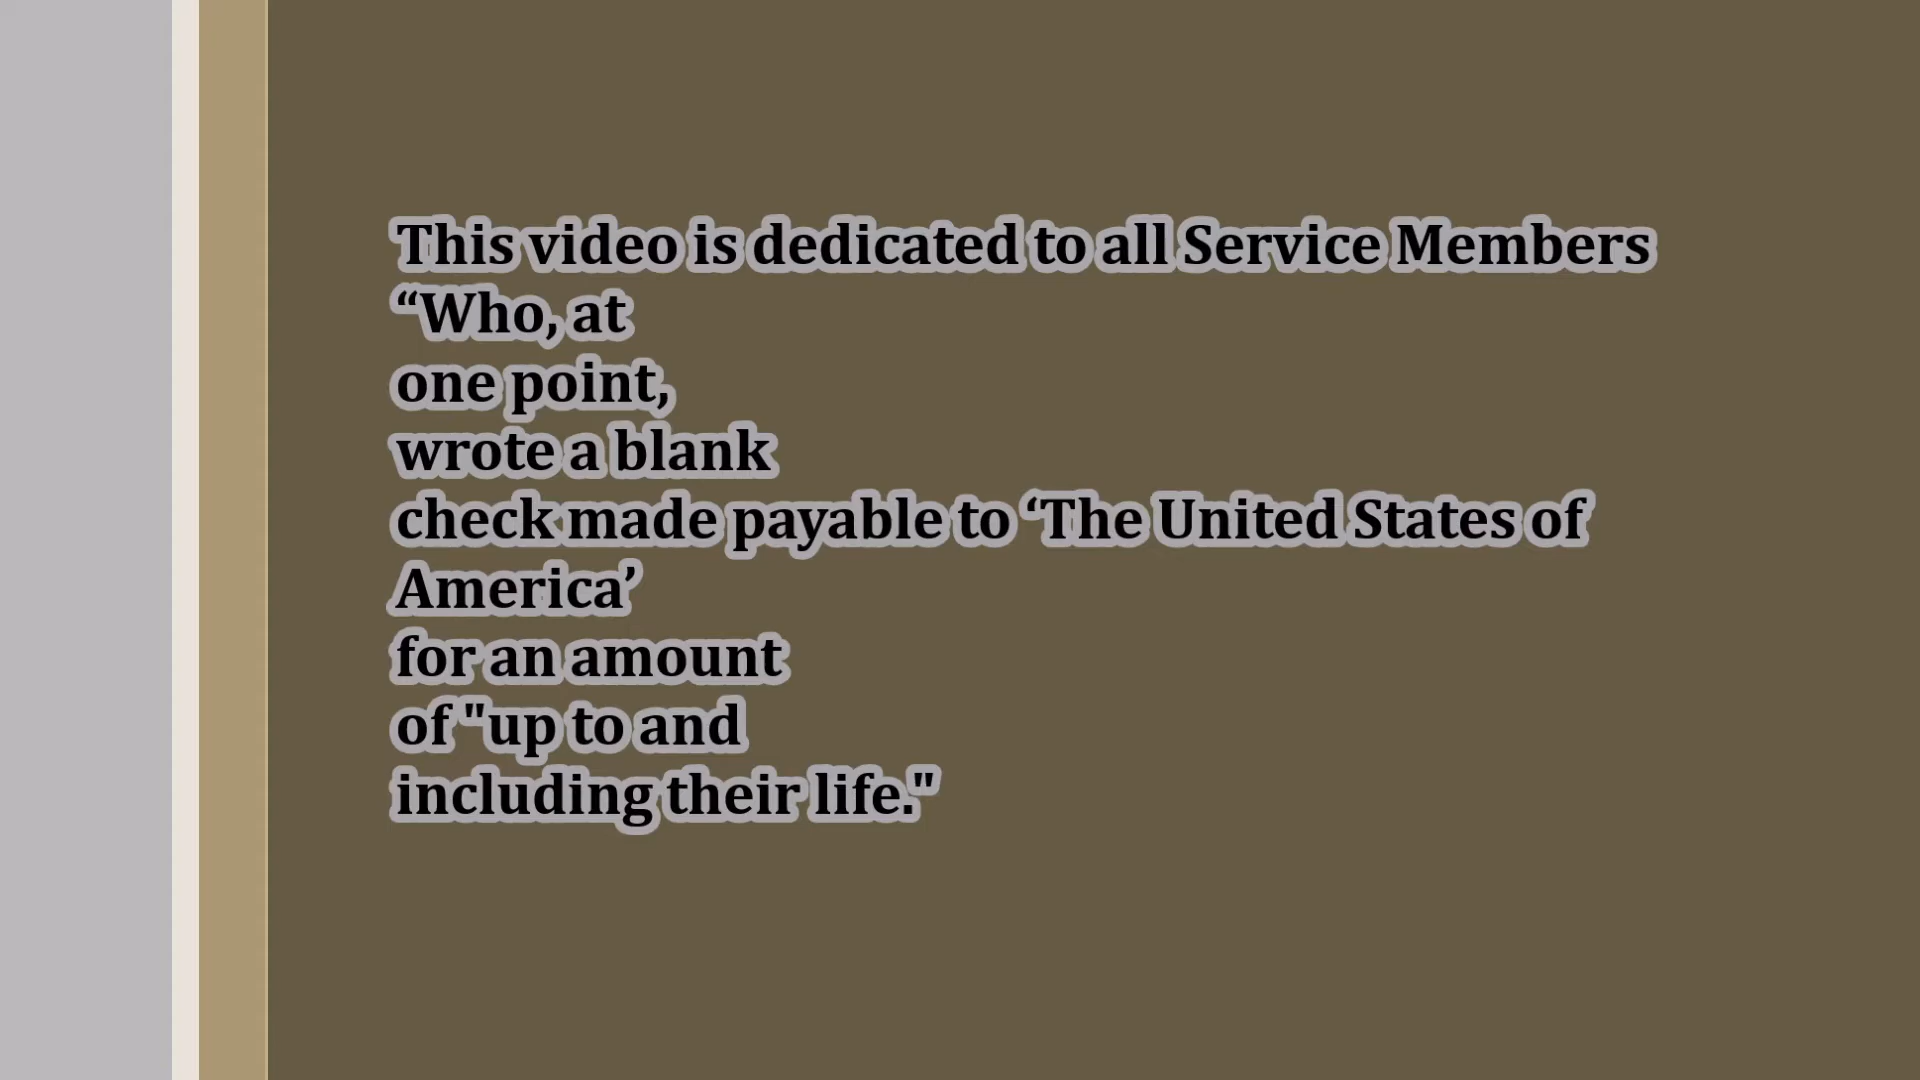 This video is dedicated to all Service Members
“Who, at
one point,
wrote a blank
check made payable to ‘The United States of
America’
for an amount
of "up to and
including their life."